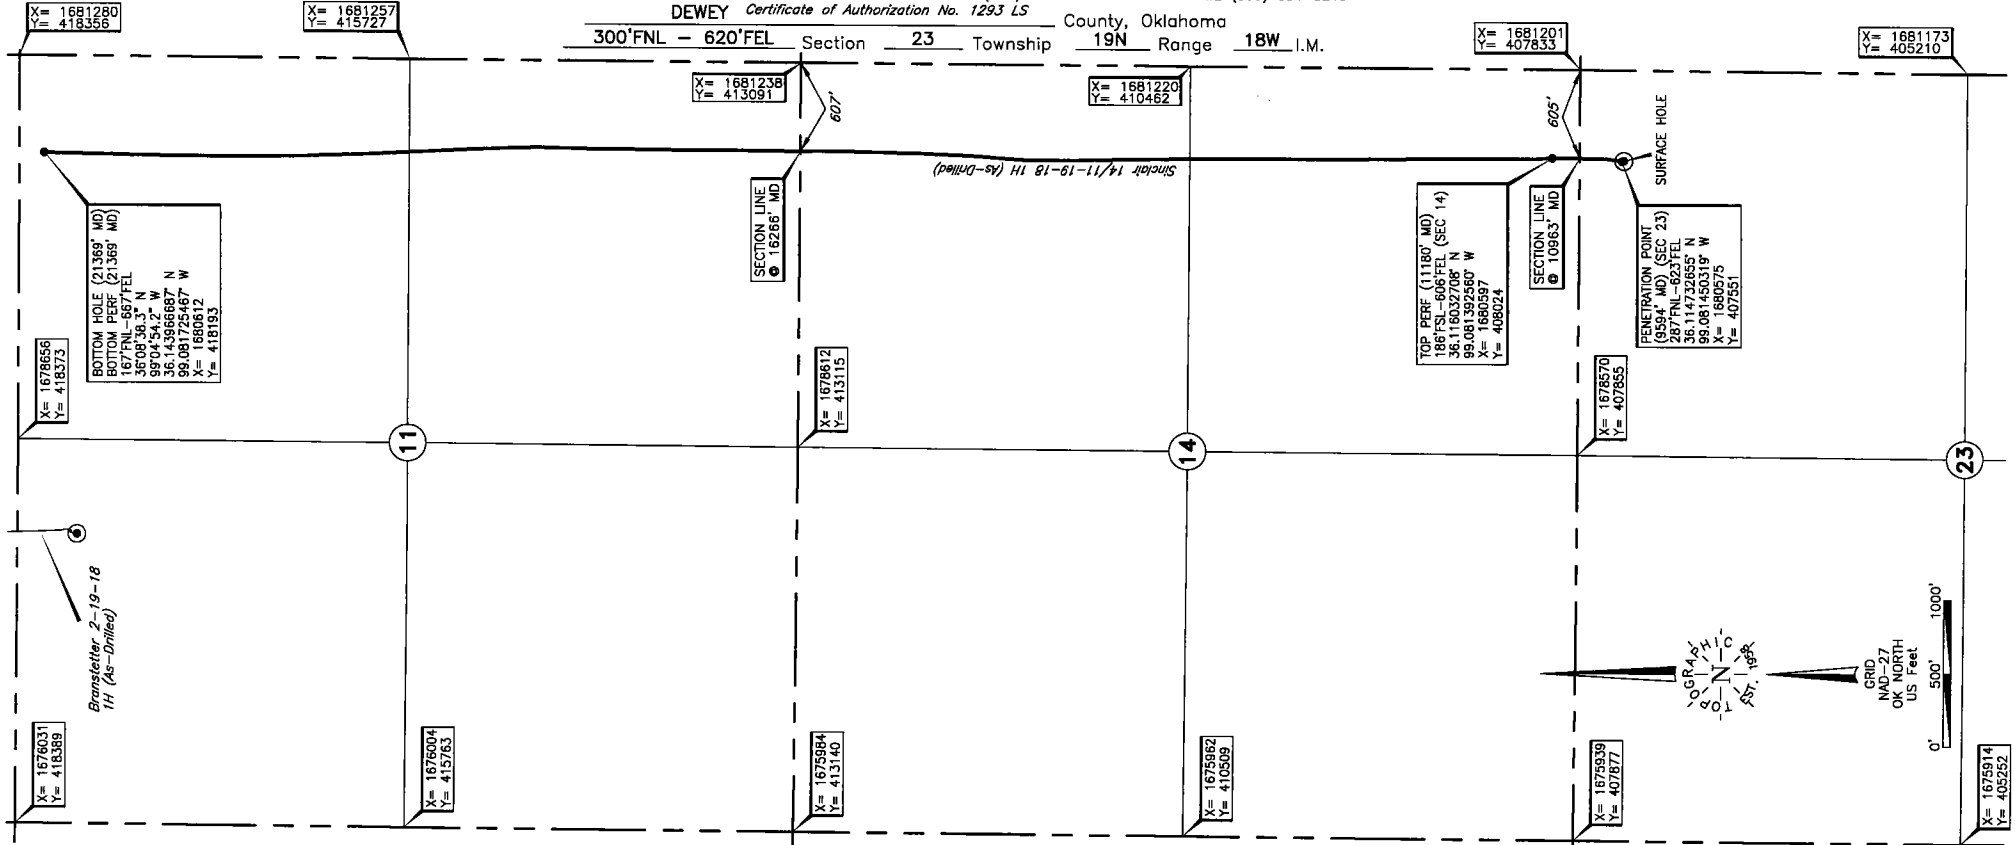 DEWEY Certificate of Authorization No. 1293 LS
County, Oklahoma
300'FNL - 620'FEL Section 23 Township 19N Range 18W I.M.
X= 1681280
Y= 418356
X= 1681257
Y= 415727
X= 1681238
Y= 413091
X= 1681220
Y= 410462
X= 1681201
Y= 407833
X= 1681173
Y= 405210
607'
605'
SURFACE HOLE
Sinclair 14/11-19-18 1H (As-Drilled)
BOTTOM HOLE (21369' MD)
BOTTOM PERF (21369' MD)
167'FNL-667'FEL
36°08'38.3" N
99°04'54.2" W
36.143966687° N
99.081725467° W
X= 1680612
Y= 418193
SECTION LINE
@ 16266' MD
TOP PERF (11180' MD)
186'FSL-606'FEL (SEC 14)
36.116032708° N
99.081392560° W
X= 1680597
Y= 408024
SECTION LINE
@ 10963' MD
PENETRATION POINT
(9594' MD) (SEC 23)
287'FNL-623'FEL
36.114732655° N
99.081450319° W
X= 1680575
Y= 407551
X= 1678656
Y= 418373
X= 1678612
Y= 413115
X= 1678570
Y= 407855
11
14
23
Branstetter 2-19-18
1H (As-Drilled)
X= 1676031
Y= 418389
X= 1676004
Y= 415763
X= 1675984
Y= 413140
X= 1675962
Y= 410509
X= 1675939
Y= 407877
X= 1675914
Y= 405252
TOPOGRAPHIC
N
EST. 1958
GRID
NAD-27
OK NORTH
US Feet
0' 500' 1000'